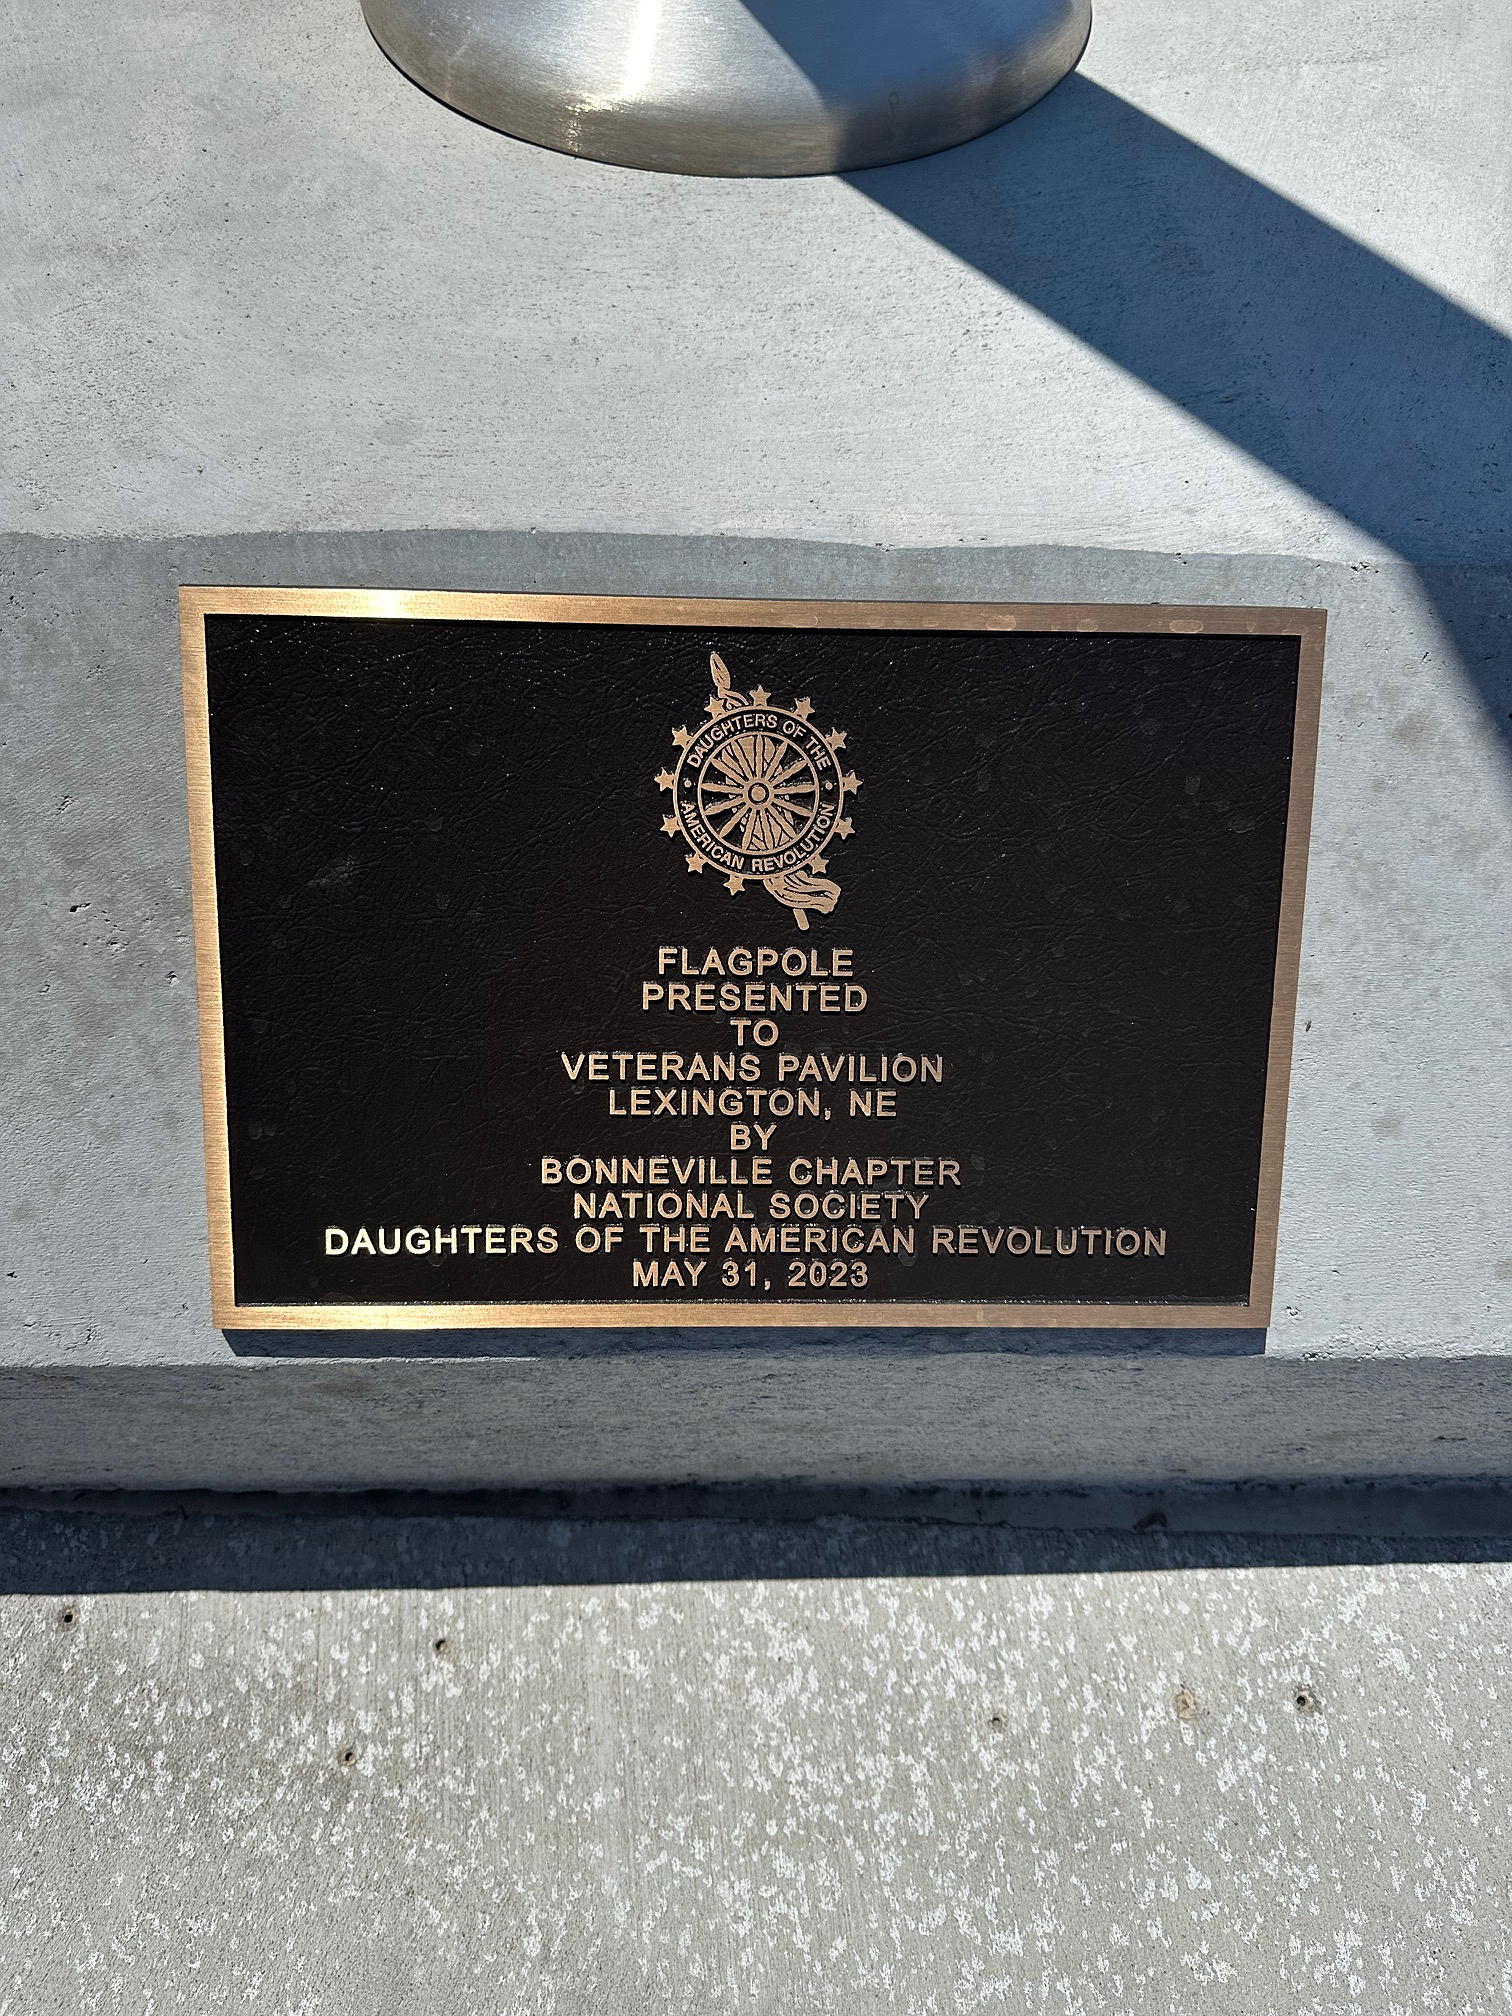 DAUGHTERS OF THE
AMERICAN REVOLUTION
FLAGPOLE
PRESENTED
TO
VETERANS PAVILION
LEXINGTON, NE
BY
BONNEVILLE CHAPTER
NATIONAL SOCIETY
DAUGHTERS OF THE AMERICAN REVOLUTION
MAY 31, 2023